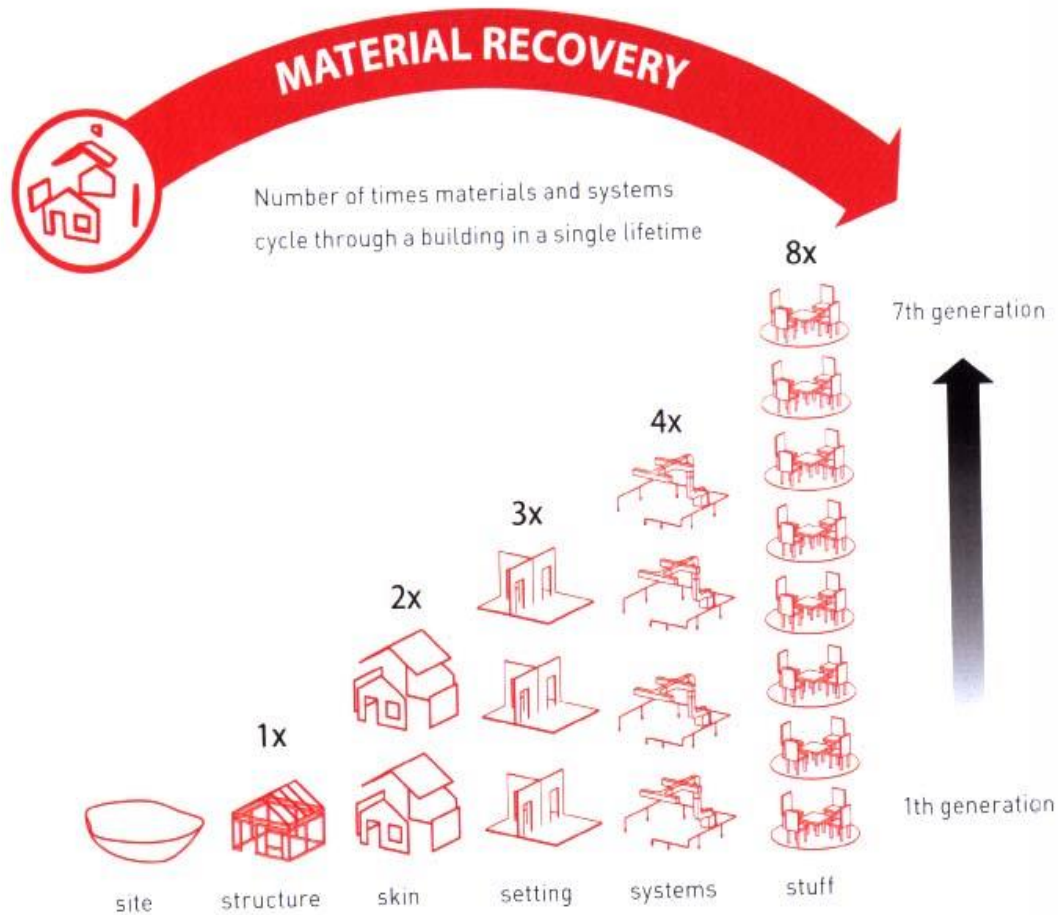 MATERIAL RECOVERY
Number of times materials and systems
cycle through a building in a single lifetime
8x
7th generation
4x
3x
2x
1x
1th generation
site
structure
skin
setting
systems
stuff